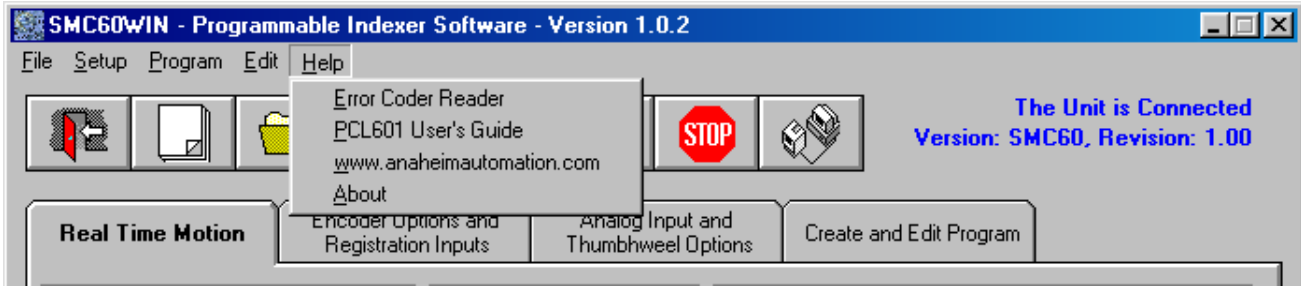 SMC60WIN - Programmable Indexer Software - Version 1.0.2
File Setup Program Edit Help
Error Coder Reader
PCL601 User's Guide
www.anaheimautomation.com
About
STOP
The Unit is Connected
Version: SMC60, Revision: 1.00
Real Time Motion
Encoder Options and
Registration Inputs
Analog Input and
Thumbhweel Options
Create and Edit Program